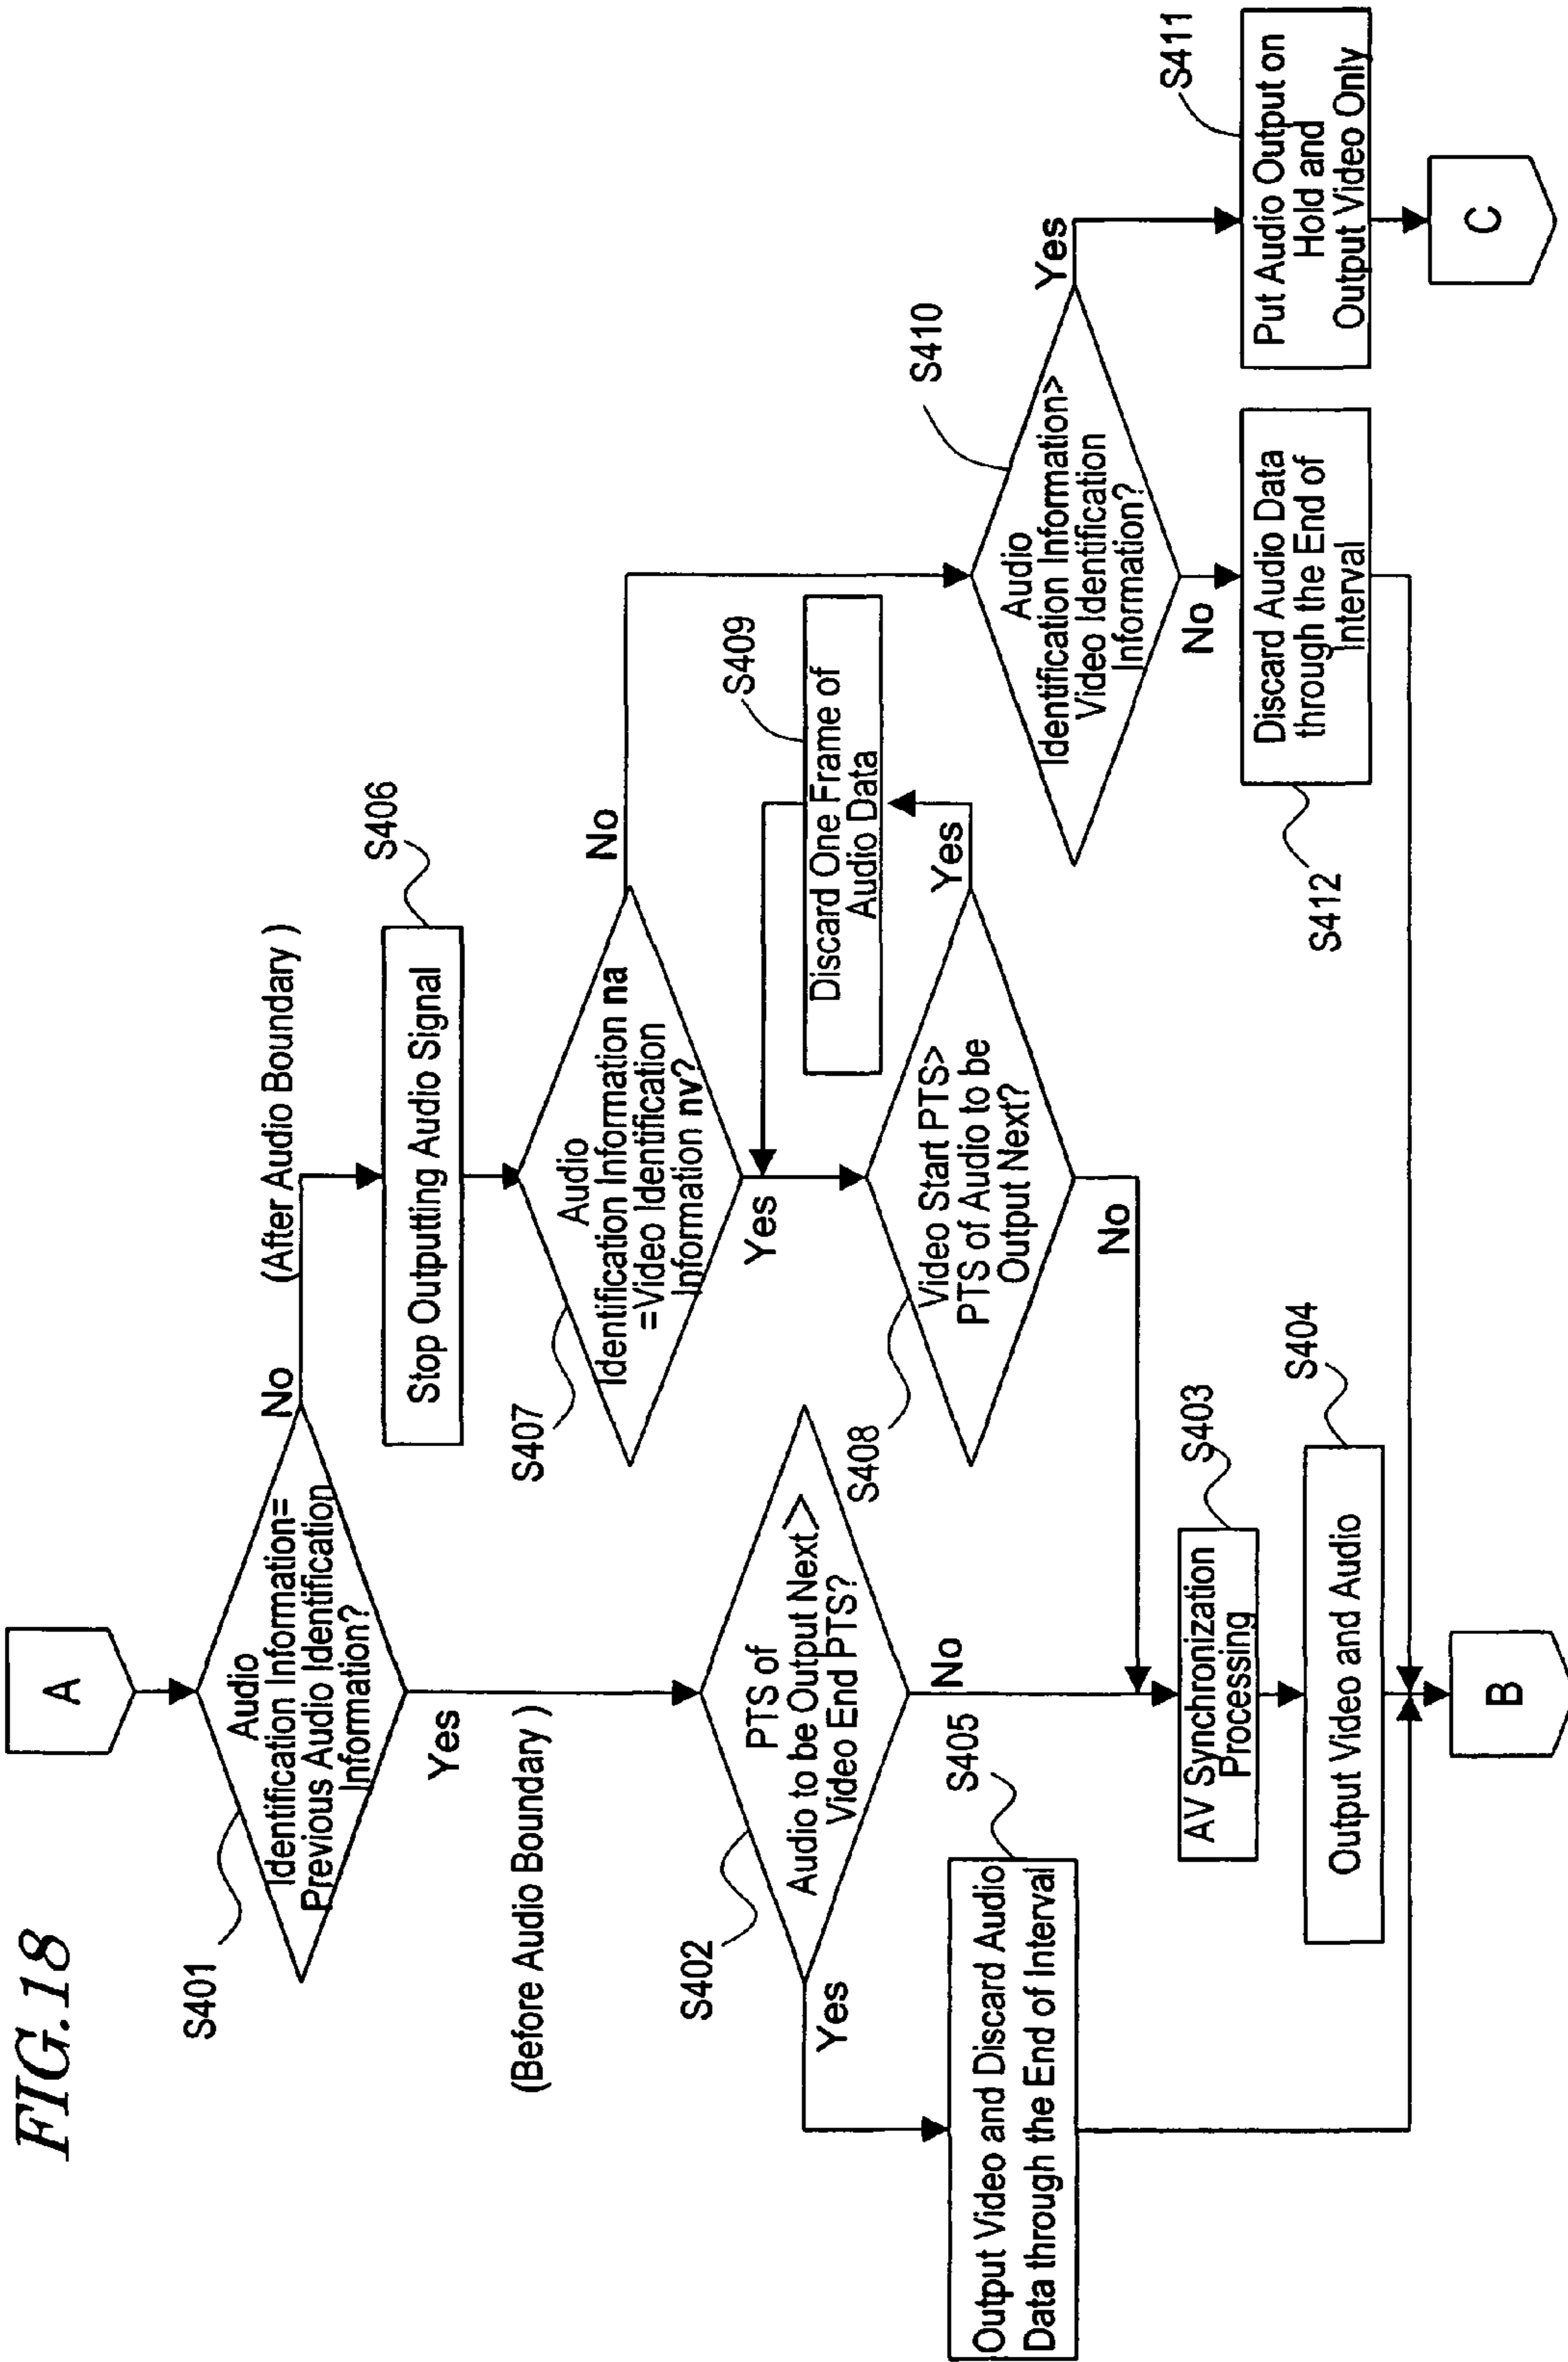 FIG.18
A
S401
Audio
Identification Information=
Previous Audio Identification
Information?
No
(After Audio Boundary )
Yes
(Before Audio Boundary )
S406
Stop Outputting Audio Signal
S402
PTS of
Audio to be Output Next>
Video End PTS?
Yes
No
S407
Audio
Identification Information na
=Video Identification
Information nv?
No
Yes
S409
Discard One Frame of
Audio Data
S408
Video Start PTS>
PTS of Audio to be
Output Next?
Yes
No
S410
Audio
Identification Information>
Video Identification
Information?
Yes
No
S405
Output Video and Discard Audio
Data through the End of Interval
S403
AV Synchronization
Processing
S404
Output Video and Audio
S412
Discard Audio Data
through the End of
Interval
S411
Put Audio Output on
Hold and
Output Video Only
B
C